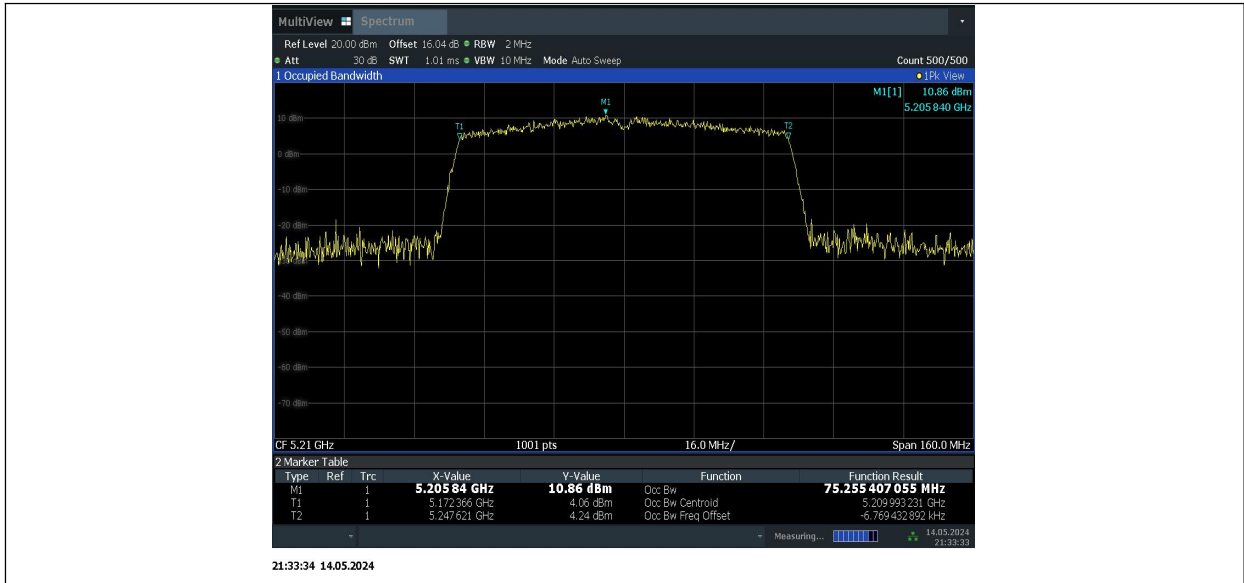 MultiView Spectrum
Ref Level 20.00 dBm Offset 16.04 dB RBW 2 MHz
Att 30 dB SWT 1.01 ms VBW 10 MHz Mode Auto Sweep Count 500/500
1 Occupied Bandwidth 1Pk View
M1[1] 10.86 dBm
5.205 840 GHz
M1
10 dBm
T1
T2
0 dBm
-10 dBm
-20 dBm
-40 dBm
-50 dBm
-60 dBm
-70 dBm
CF 5.21 GHz 1001 pts 16.0 MHz/ Span 160.0 MHz
2 Marker Table
Type Ref Trc X-Value Y-Value Function Function Result
M1 1 5.205 84 GHz 10.86 dBm Occ Bw 75.255 407 055 MHz
T1 1 5.172 366 GHz 4.06 dBm Occ Bw Centroid 5.209 993 231 GHz
T2 1 5.247 621 GHz 4.24 dBm Occ Bw Freq Offset -6.769 432 892 kHz
Measuring... 14.05.2024
21:33:33
21:33:34 14.05.2024